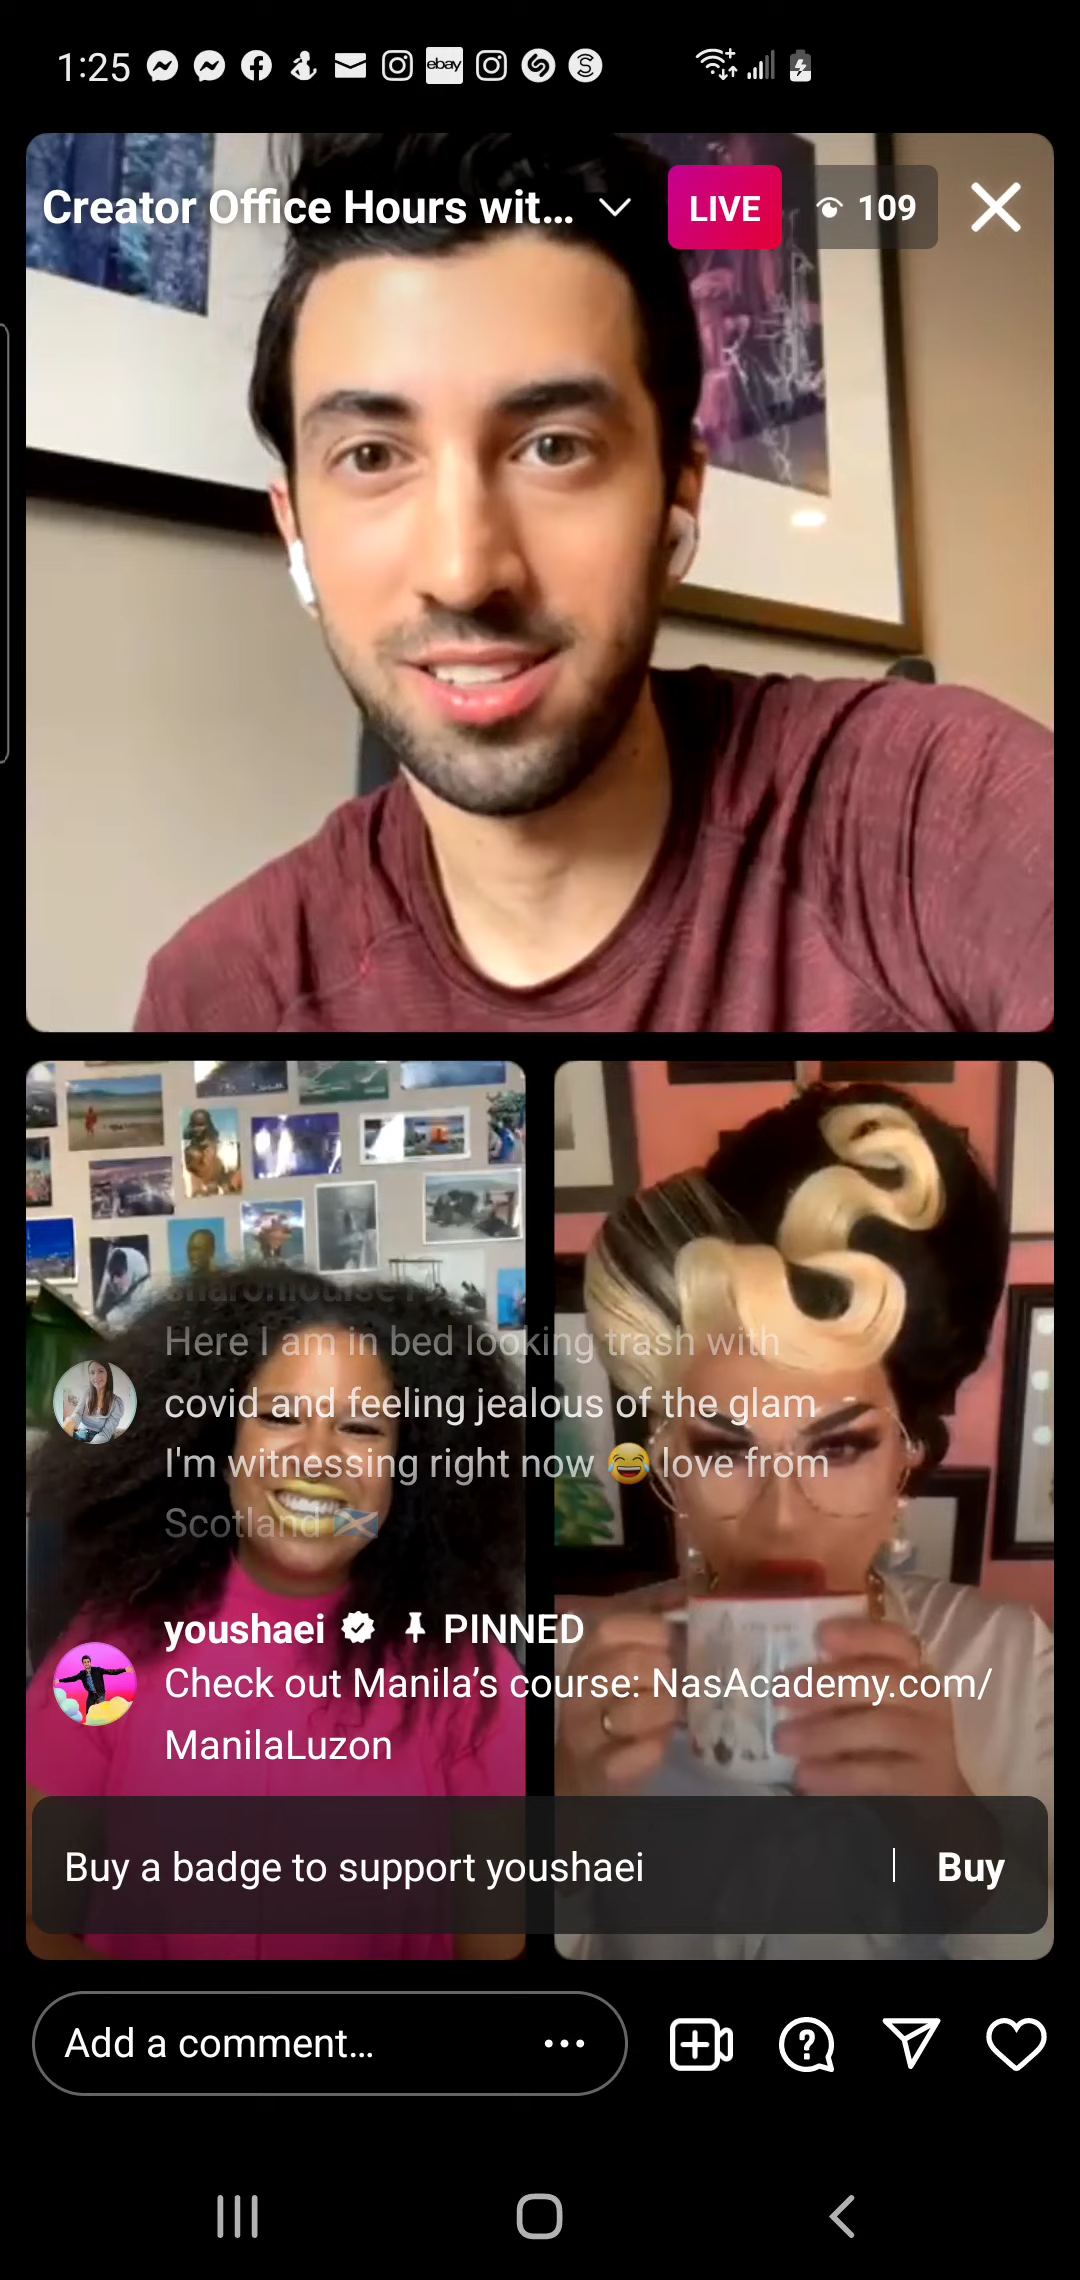 1:25 ebay
Creator Office Hours wit... LIVE 109
Here I am in bed looking trash with
covid and feeling jealous of the glam
I'm witnessing right now 😂 love from
Scotland 🏴󠁧󠁢󠁳󠁣󠁴󠁿
youshaei PINNED
Check out Manila’s course: NasAcademy.com/
ManilaLuzon
Buy a badge to support youshaei | Buy
Add a comment...